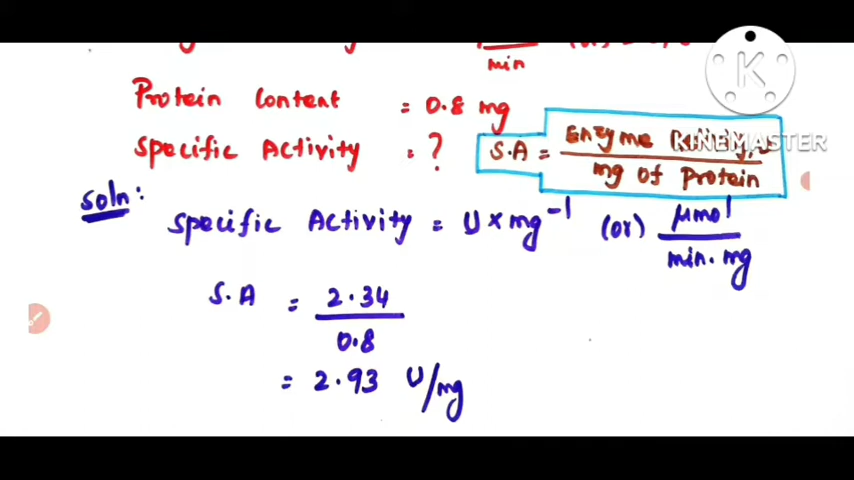 min
Protein Content = 0.8 mg
Specific Activity = ?
S.A = Enzyme / mg of Protein
KINEMASTER
Soln:
Specific Activity = U × mg⁻¹ (or) μmol / min. mg
S.A = 2.34 / 0.8
= 2.93 U/mg